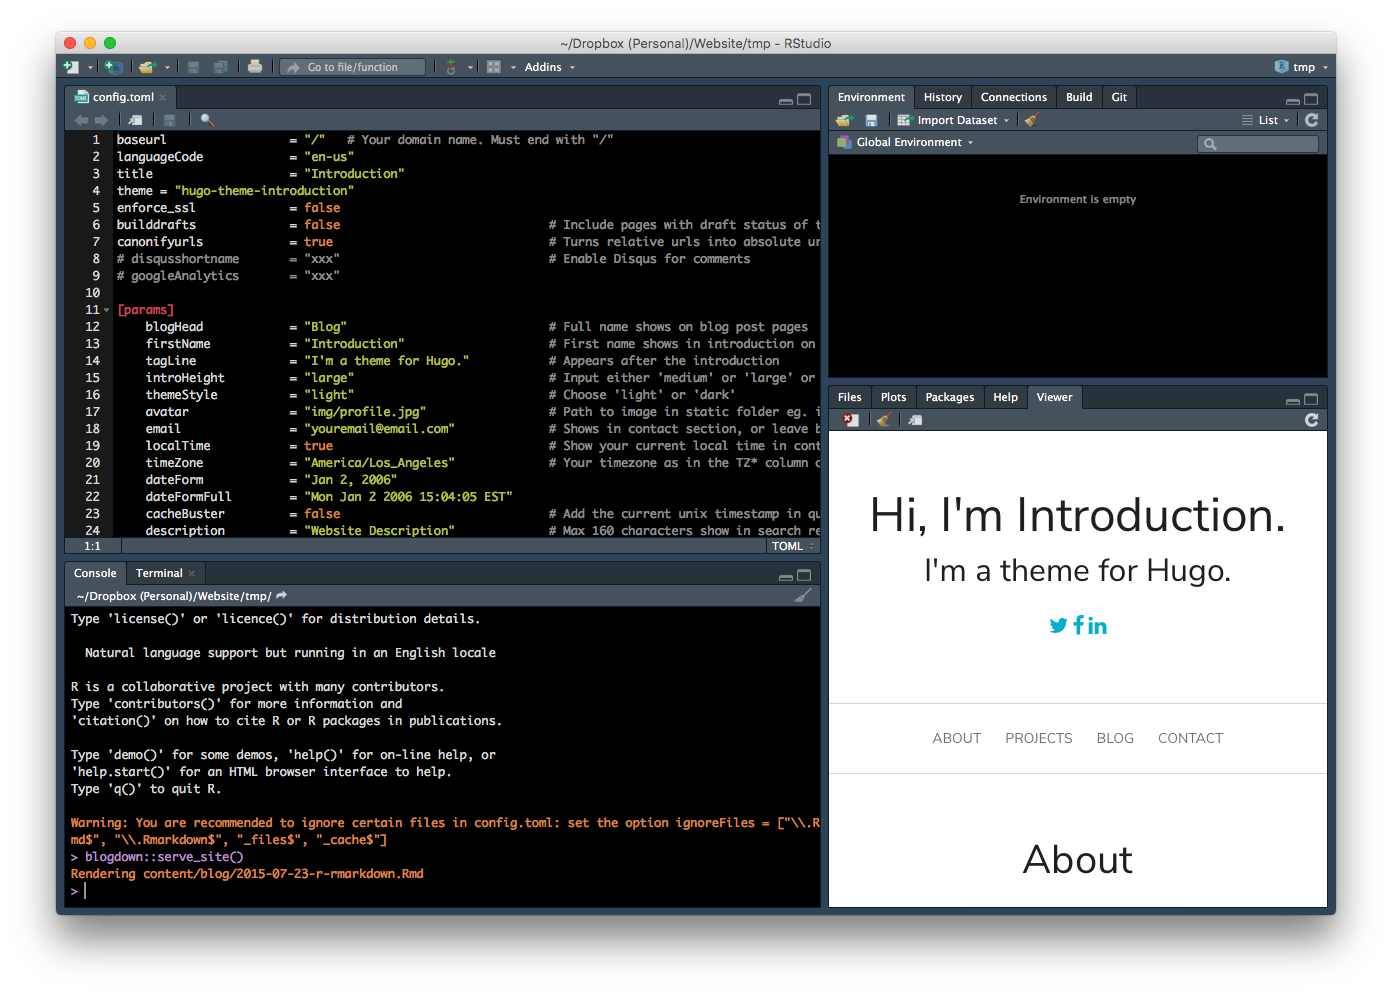 ~/Dropbox (Personal)/Website/tmp - RStudio
Go to file/function
Addins
tmp
config.toml
1 baseurl = "/" # Your domain name. Must end with "/"
2 languageCode = "en-us"
3 title = "Introduction"
4 theme = "hugo-theme-introduction"
5 enforce_ssl = false
6 builddrafts = false # Include pages with draft status of t
7 canonifyurls = true # Turns relative urls into absolute ur
8 # disqusshortname = "xxx" # Enable Disqus for comments
9 # googleAnalytics = "xxx"
10
11 [params]
12 blogHead = "Blog" # Full name shows on blog post pages
13 firstName = "Introduction" # First name shows in introduction on
14 tagLine = "I'm a theme for Hugo." # Appears after the introduction
15 introHeight = "large" # Input either 'medium' or 'large' or
16 themeStyle = "light" # Choose 'light' or 'dark'
17 avatar = "img/profile.jpg" # Path to image in static folder eg. i
18 email = "youremail@email.com" # Shows in contact section, or leave b
19 localTime = true # Show your current local time in cont
20 timeZone = "America/Los_Angeles" # Your timezone as in the TZ* column o
21 dateForm = "Jan 2, 2006"
22 dateFormFull = "Mon Jan 2 2006 15:04:05 EST"
23 cacheBuster = false # Add the current unix timestamp in qu
24 description = "Website Description" # Max 160 characters show in search re
1:1 TOML
Console Terminal
~/Dropbox (Personal)/Website/tmp/
Type 'license()' or 'licence()' for distribution details.
Natural language support but running in an English locale
R is a collaborative project with many contributors.
Type 'contributors()' for more information and
'citation()' on how to cite R or R packages in publications.
Type 'demo()' for some demos, 'help()' for on-line help, or
'help.start()' for an HTML browser interface to help.
Type 'q()' to quit R.
Warning: You are recommended to ignore certain files in config.toml: set the option ignoreFiles = ["\\.R
md$", "\\.Rmarkdown$", "_files$", "_cache$"]
> blogdown::serve_site()
Rendering content/blog/2015-07-23-r-rmarkdown.Rmd
>
Environment History Connections Build Git
Import Dataset List
Global Environment
Environment is empty
Files Plots Packages Help Viewer
Hi, I'm Introduction.
I'm a theme for Hugo.
ABOUT PROJECTS BLOG CONTACT
About